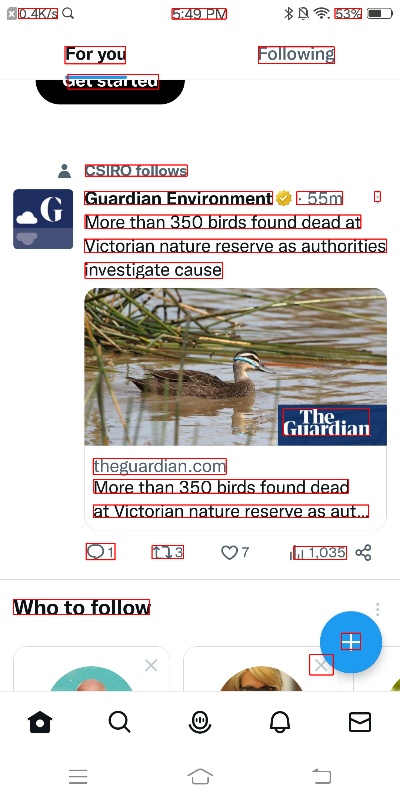 0.4K/s 5:49 PM 53%
For you Following
Get started
CSIRO follows
Guardian Environment · 55m
More than 350 birds found dead at
Victorian nature reserve as authorities
investigate cause
The
Guardian
theguardian.com
More than 350 birds found dead
at Victorian nature reserve as aut...
1 3 7 1,035
Who to follow